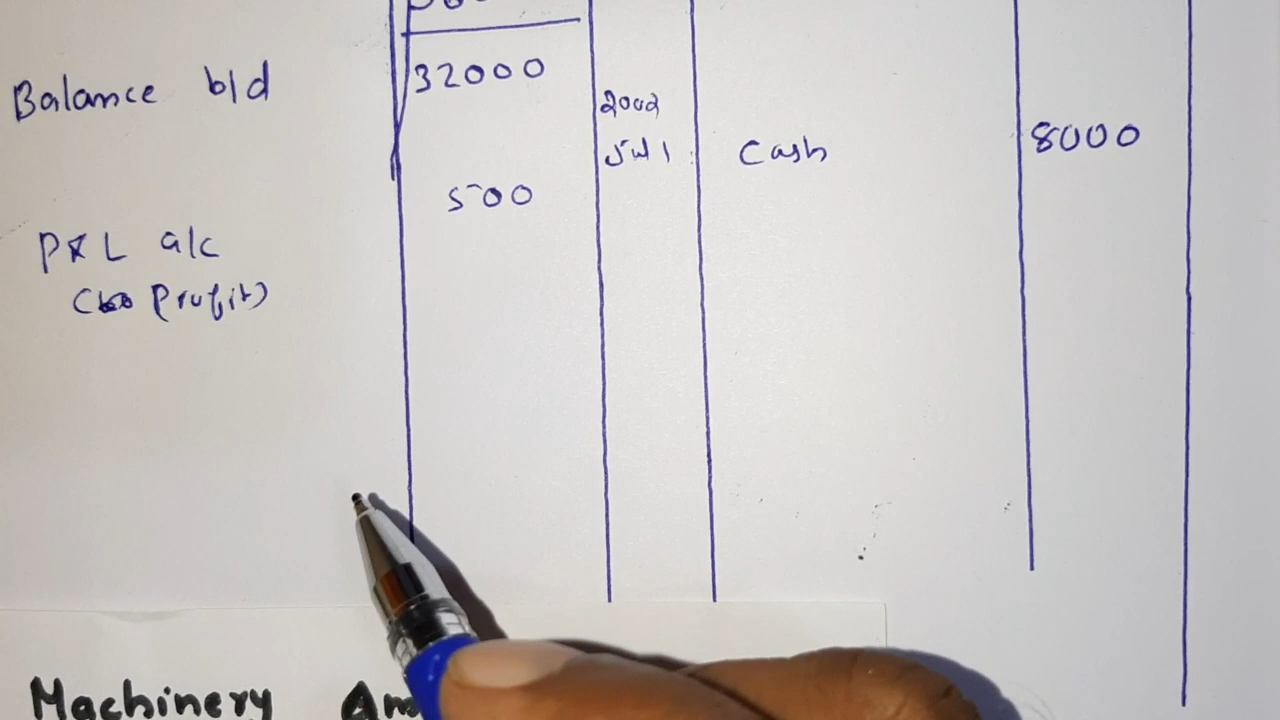 Balance b/d 32000
2002
Jul 1 Cash 8000
500
P&L a/c
Profit)
Machinery